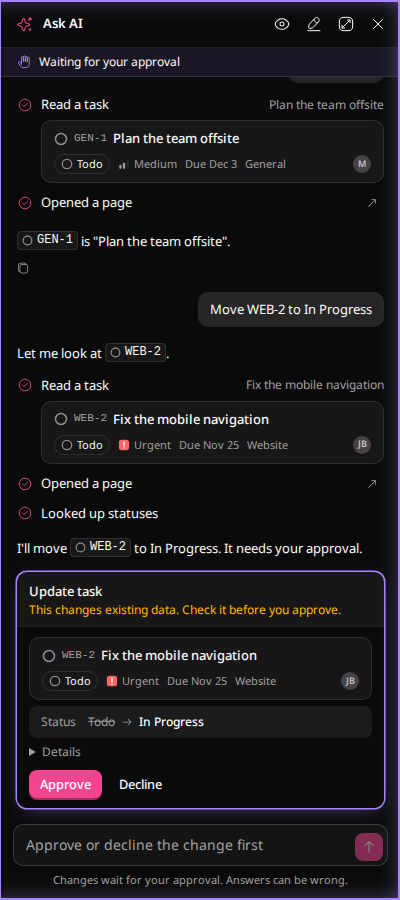 Ask AI
Waiting for your approval
Read a task Plan the team offsite
GEN-1 Plan the team offsite
Todo Medium Due Dec 3 General M
Opened a page
GEN-1 is "Plan the team offsite".
Move WEB-2 to In Progress
Let me look at WEB-2.
Read a task Fix the mobile navigation
WEB-2 Fix the mobile navigation
Todo Urgent Due Nov 25 Website JB
Opened a page
Looked up statuses
I'll move WEB-2 to In Progress. It needs your approval.
Update task
This changes existing data. Check it before you approve.
WEB-2 Fix the mobile navigation
Todo Urgent Due Nov 25 Website JB
Status Todo → In Progress
Details
Approve Decline
Approve or decline the change first
Changes wait for your approval. Answers can be wrong.